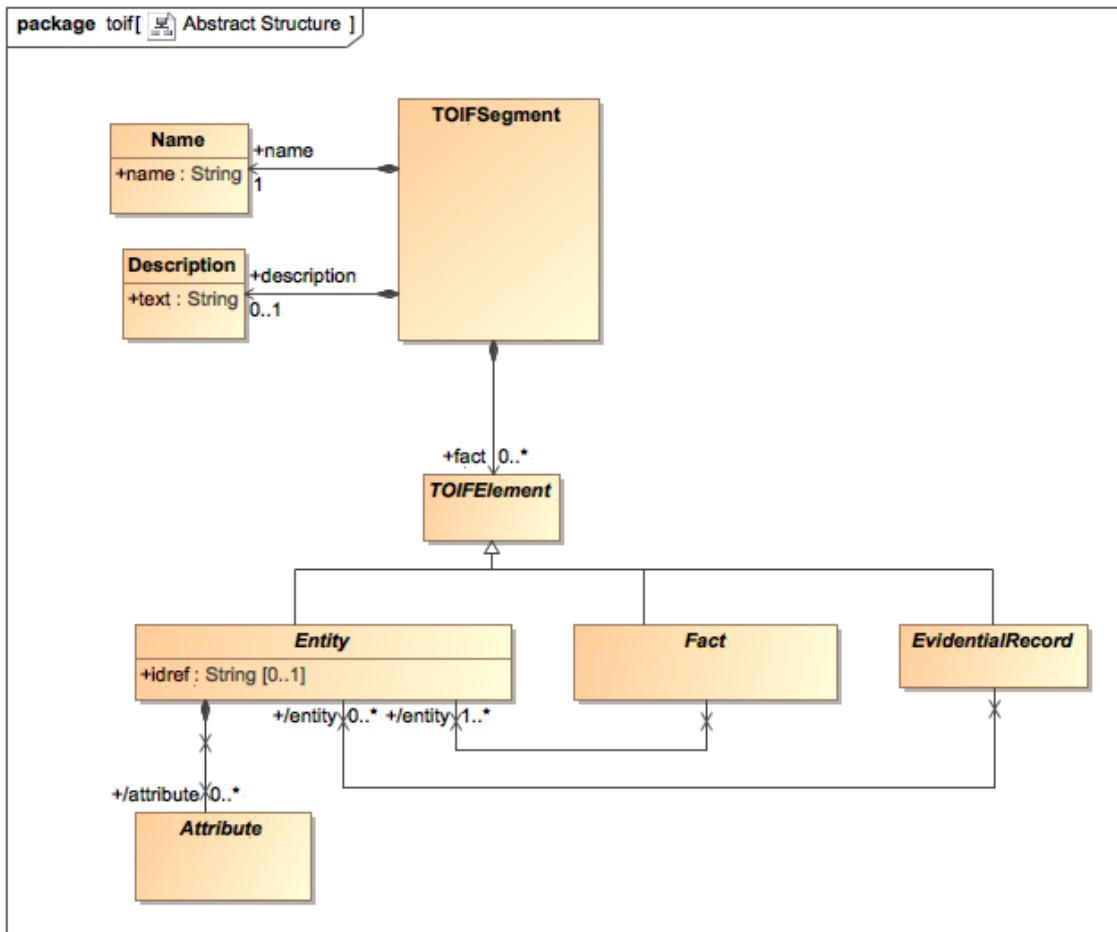 package toif[ Abstract Structure ]
TOIFSegment
Name
+name : String
+name
1
Description
+text : String
+description
0..1
+fact 0..*
TOIFElement
Entity
+idref : String [0..1]
Fact
EvidentialRecord
+/entity 0..* +/entity 1..*
+/attribute 0..*
Attribute